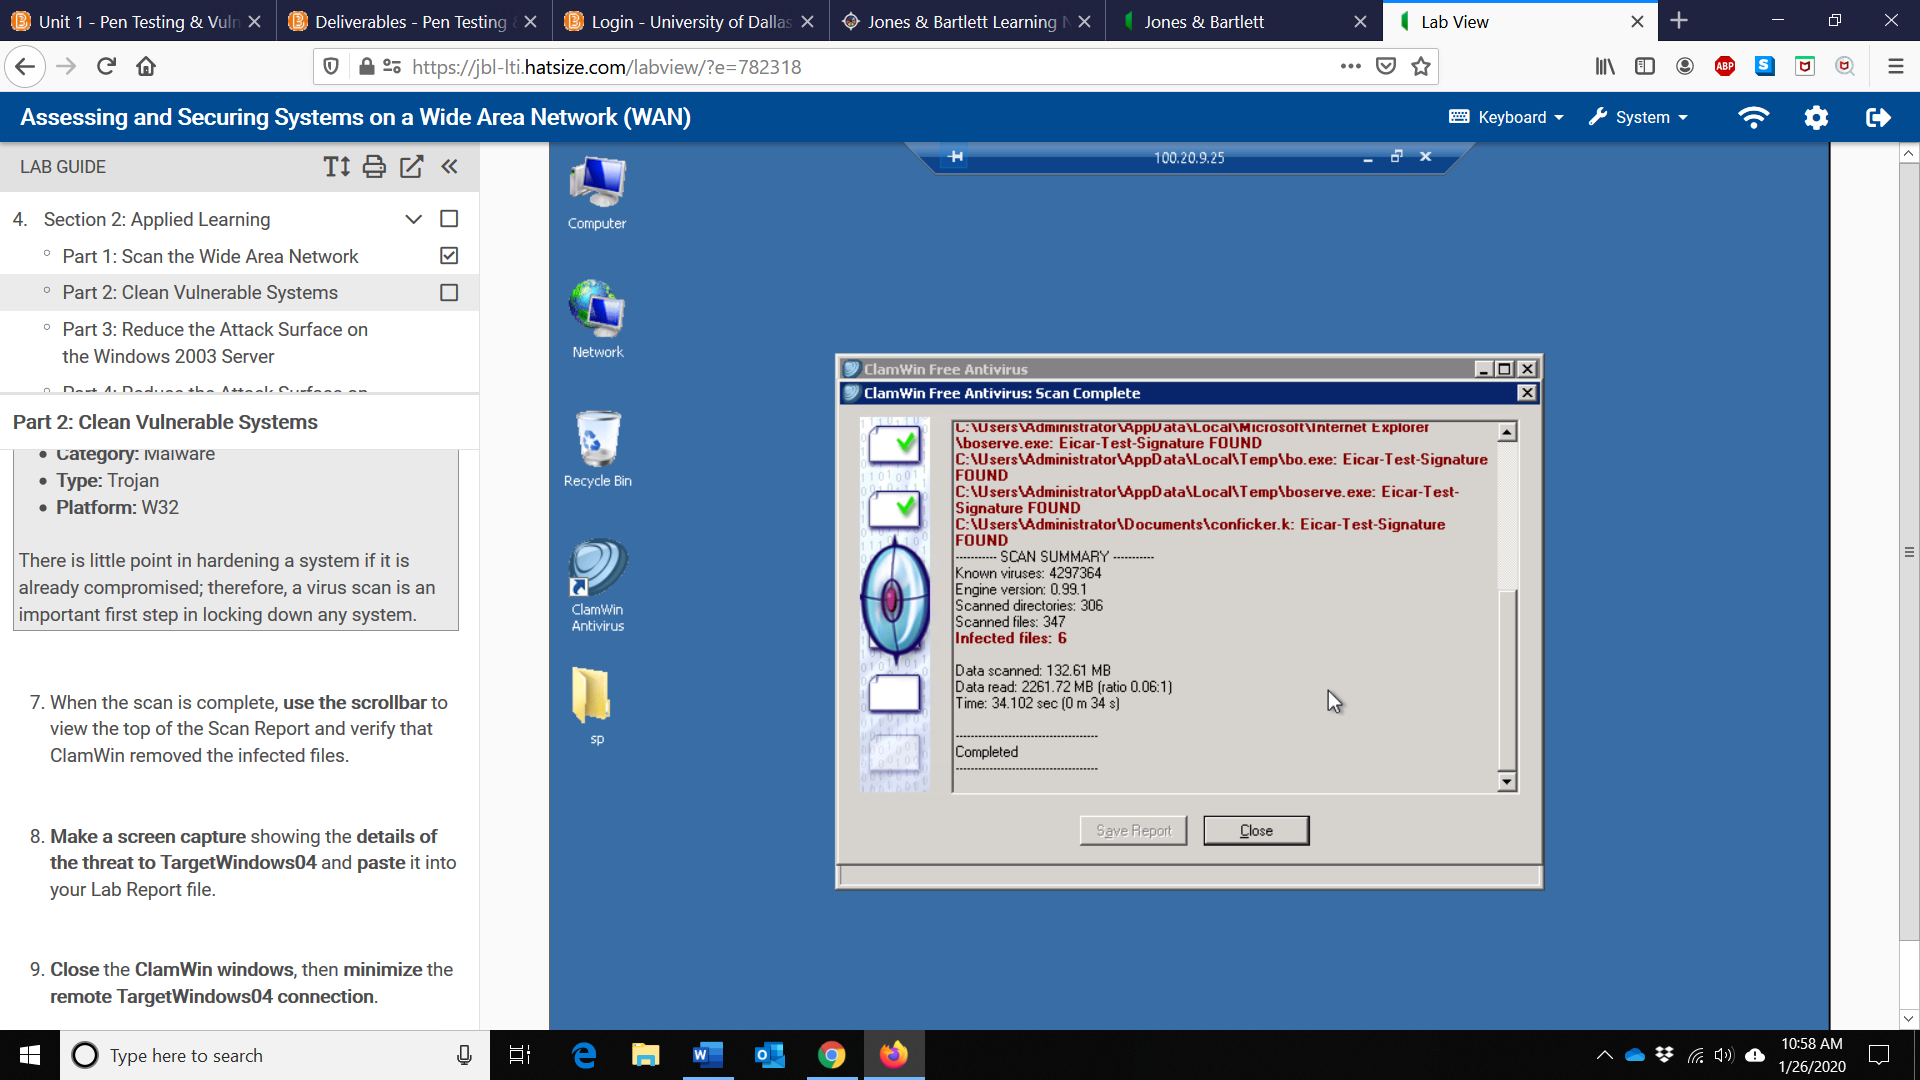 Unit 1 - Pen Testing & Vuln
Deliverables - Pen Testing &
Login - University of Dallas
Jones & Bartlett Learning N
Jones & Bartlett
Lab View
https://jbl-lti.hatsize.com/labview/?e=782318
ABP
S
Assessing and Securing Systems on a Wide Area Network (WAN)
Keyboard
System
LAB GUIDE
4. Section 2: Applied Learning
Part 1: Scan the Wide Area Network
Part 2: Clean Vulnerable Systems
Part 3: Reduce the Attack Surface on
the Windows 2003 Server
Part 4: Reduce the Attack Surface on
Part 2: Clean Vulnerable Systems
• Category: Malware
• Type: Trojan
• Platform: W32
There is little point in hardening a system if it is
already compromised; therefore, a virus scan is an
important first step in locking down any system.
7. When the scan is complete, use the scrollbar to
view the top of the Scan Report and verify that
ClamWin removed the infected files.
8. Make a screen capture showing the details of
the threat to TargetWindows04 and paste it into
your Lab Report file.
9. Close the ClamWin windows, then minimize the
remote TargetWindows04 connection.
100.20.9.25
Computer
Network
Recycle Bin
ClamWin
Antivirus
sp
ClamWin Free Antivirus
ClamWin Free Antivirus: Scan Complete
C:\Users\Administrator\AppData\Local\Microsoft\Internet Explorer
\boserve.exe: Eicar-Test-Signature FOUND
C:\Users\Administrator\AppData\Local\Temp\bo.exe: Eicar-Test-Signature
FOUND
C:\Users\Administrator\AppData\Local\Temp\boserve.exe: Eicar-Test-
Signature FOUND
C:\Users\Administrator\Documents\conficker.k: Eicar-Test-Signature
FOUND
----------- SCAN SUMMARY -----------
Known viruses: 4297364
Engine version: 0.99.1
Scanned directories: 306
Scanned files: 347
Infected files: 6
Data scanned: 132.61 MB
Data read: 2261.72 MB (ratio 0.06:1)
Time: 34.102 sec (0 m 34 s)
--------------------------------------
Completed
--------------------------------------
Save Report
Close
Type here to search
10:58 AM
1/26/2020